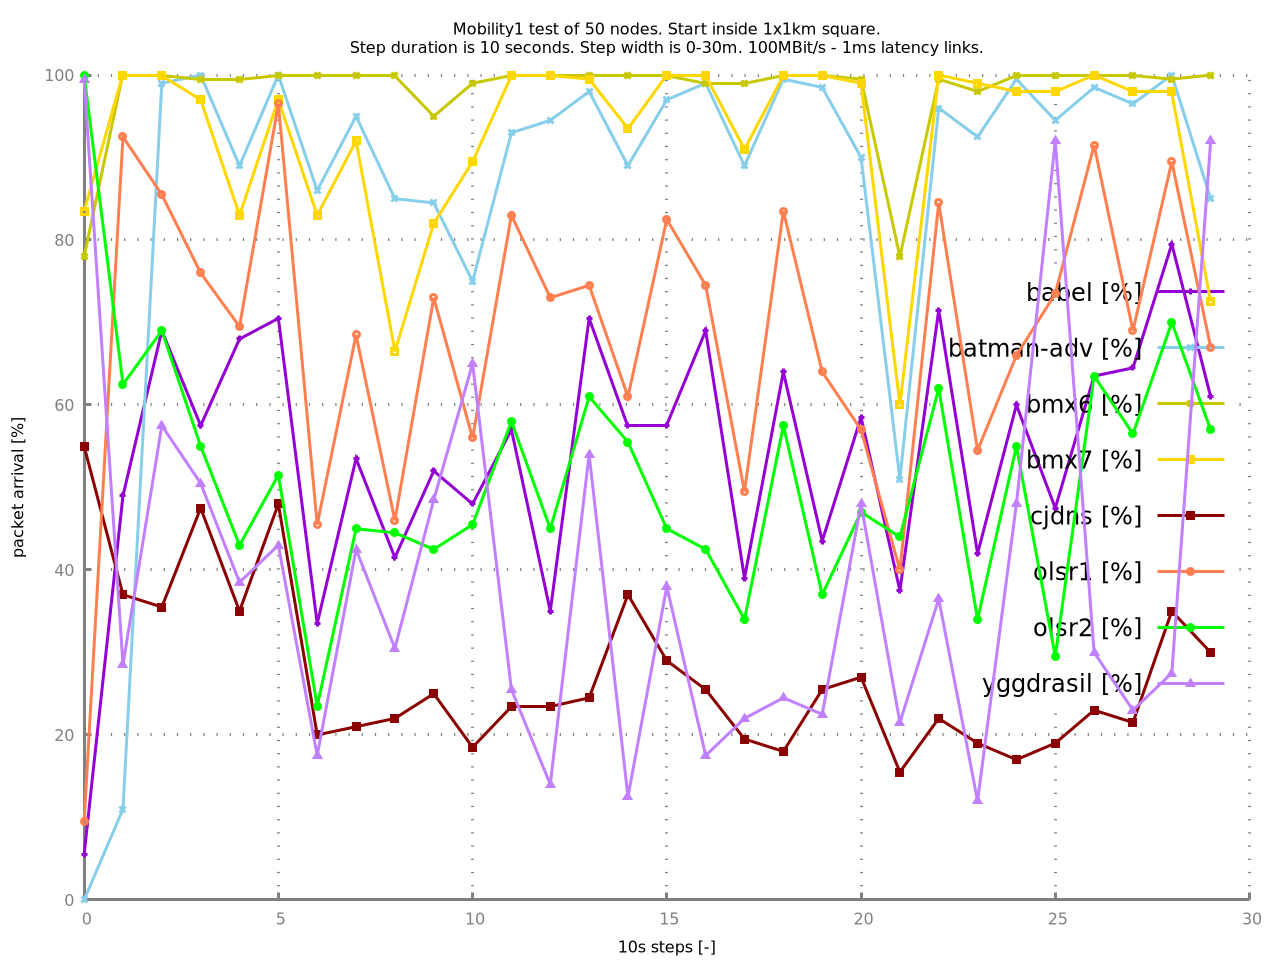 Mobility1 test of 50 nodes. Start inside 1x1km square.
Step duration is 10 seconds. Step width is 0-30m. 100MBit/s - 1ms latency links.
100
80
60
40
20
0
packet arrival [%]
babel [%]
batman-adv [%]
bmx6 [%]
bmx7 [%]
cjdns [%]
olsr1 [%]
olsr2 [%]
yggdrasil [%]
0 5 10 15 20 25 30
10s steps [-]